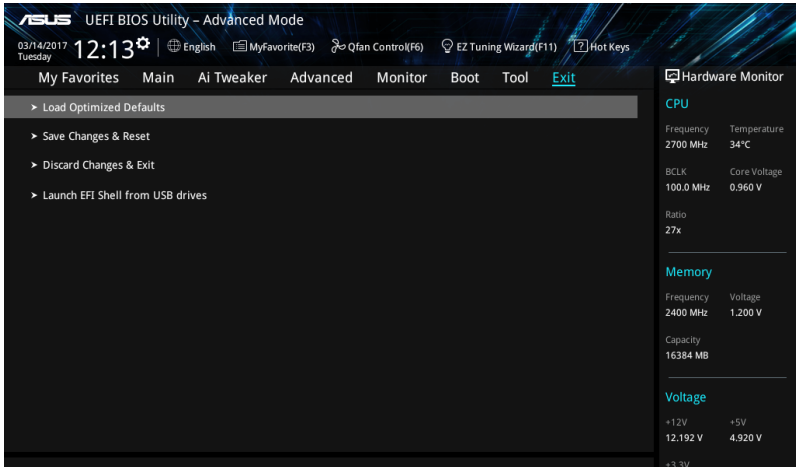 ASUS UEFI BIOS Utility – Advanced Mode
03/14/2017 Tuesday 12:13 English MyFavorite(F3) Qfan Control(F6) EZ Tuning Wizard(F11) ? Hot Keys
My Favorites Main Ai Tweaker Advanced Monitor Boot Tool Exit
➤ Load Optimized Defaults
➤ Save Changes & Reset
➤ Discard Changes & Exit
➤ Launch EFI Shell from USB drives
Hardware Monitor
CPU
Frequency Temperature
2700 MHz 34°C
BCLK Core Voltage
100.0 MHz 0.960 V
Ratio
27x
Memory
Frequency Voltage
2400 MHz 1.200 V
Capacity
16384 MB
Voltage
+12V +5V
12.192 V 4.920 V
+3.3V